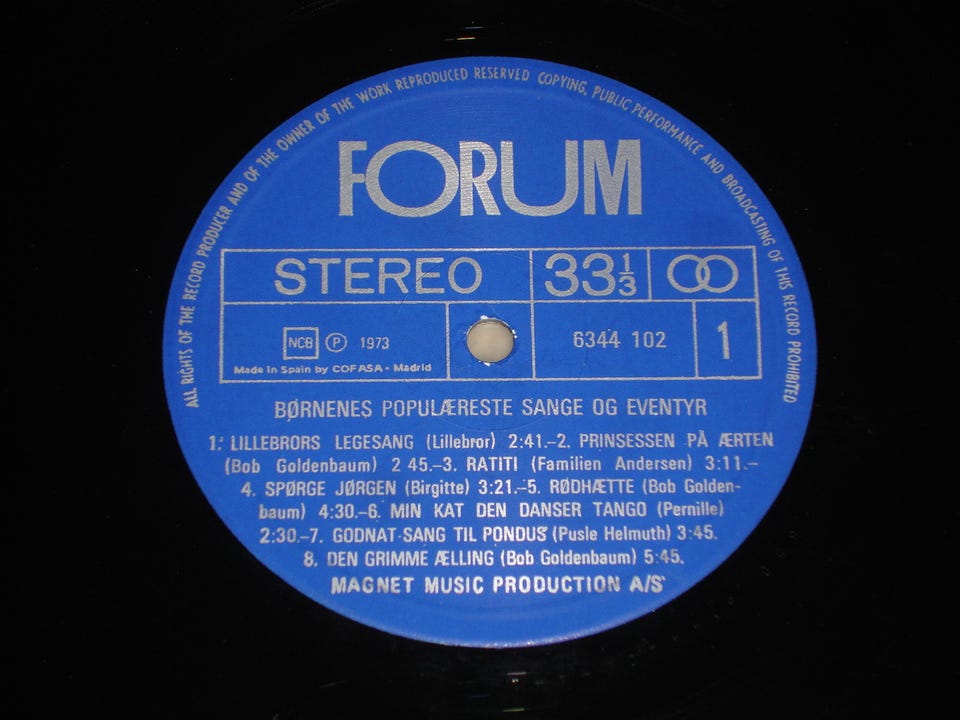 ALL RIGHTS OF THE RECORD PRODUCER AND OF THE OWNER OF THE WORK REPRODUCED RESERVED COPYING, PUBLIC PERFORMANCE AND BROADCASTING OF THIS RECORD PROHIBITED
FORUM
STEREO 33 1/3
NCB Ⓟ 1973 6344 102 1
Made in Spain by COFASA - Madrid
BØRNENES POPULÆRESTE SANGE OG EVENTYR
1. LILLEBRORS LEGESANG (Lillebror) 2:41.–2. PRINSESSEN PÅ ÆRTEN
(Bob Goldenbaum) 2 45.–3. RATITI (Familien Andersen) 3:11.–
4. SPØRGE JØRGEN (Birgitte) 3:21.–5. RØDHÆTTE (Bob Golden-
baum) 4:30.–6. MIN KAT DEN DANSER TANGO (Pernille)
2:30.–7. GODNAT-SANG TIL PONDUS (Pusle Helmuth) 3:45.
8. DEN GRIMME ÆLLING (Bob Goldenbaum) 5:45.
MAGNET MUSIC PRODUCTION A/S